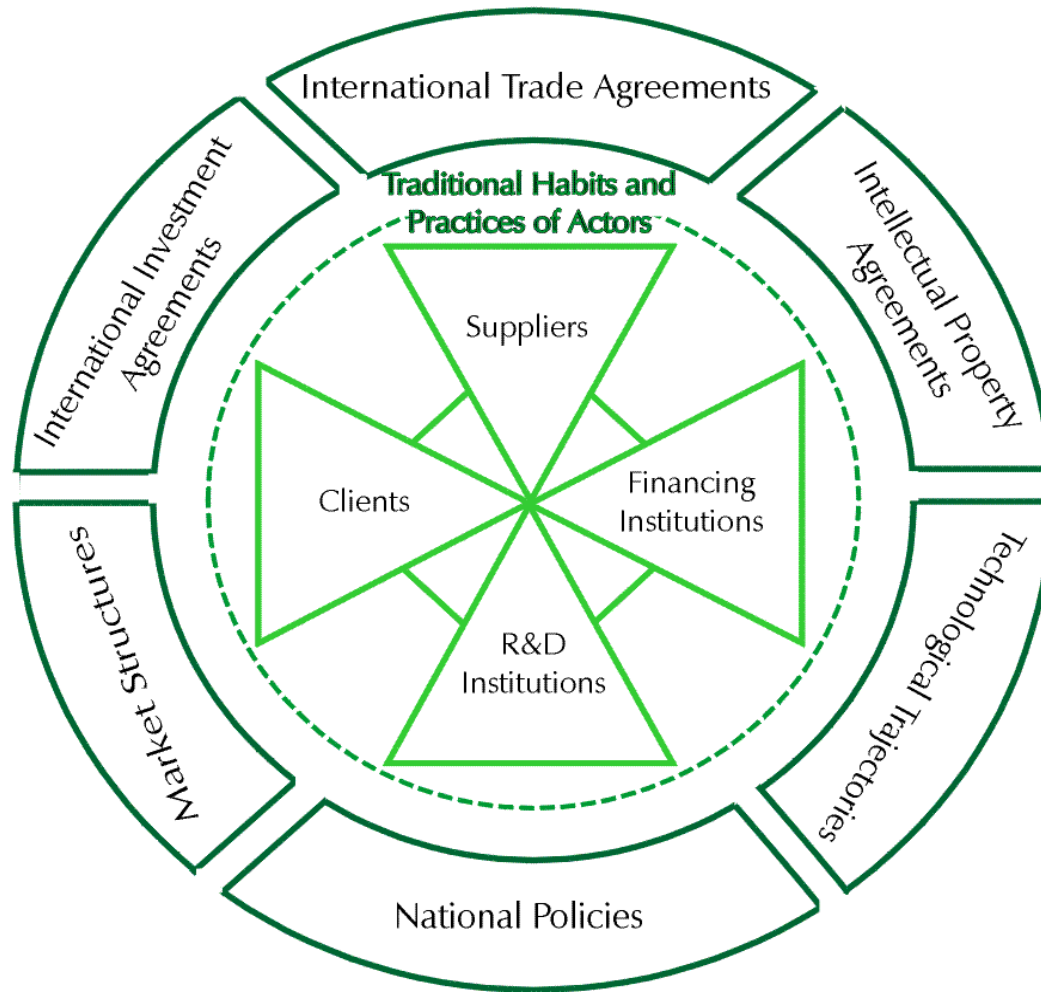 International Trade Agreements
International Investment
Agreements
Intellectual Property
Agreements
Traditional Habits and
Practices of Actors
Suppliers
Clients
Financing
Institutions
R&D
Institutions
Market Structures
Technological Trajectories
National Policies